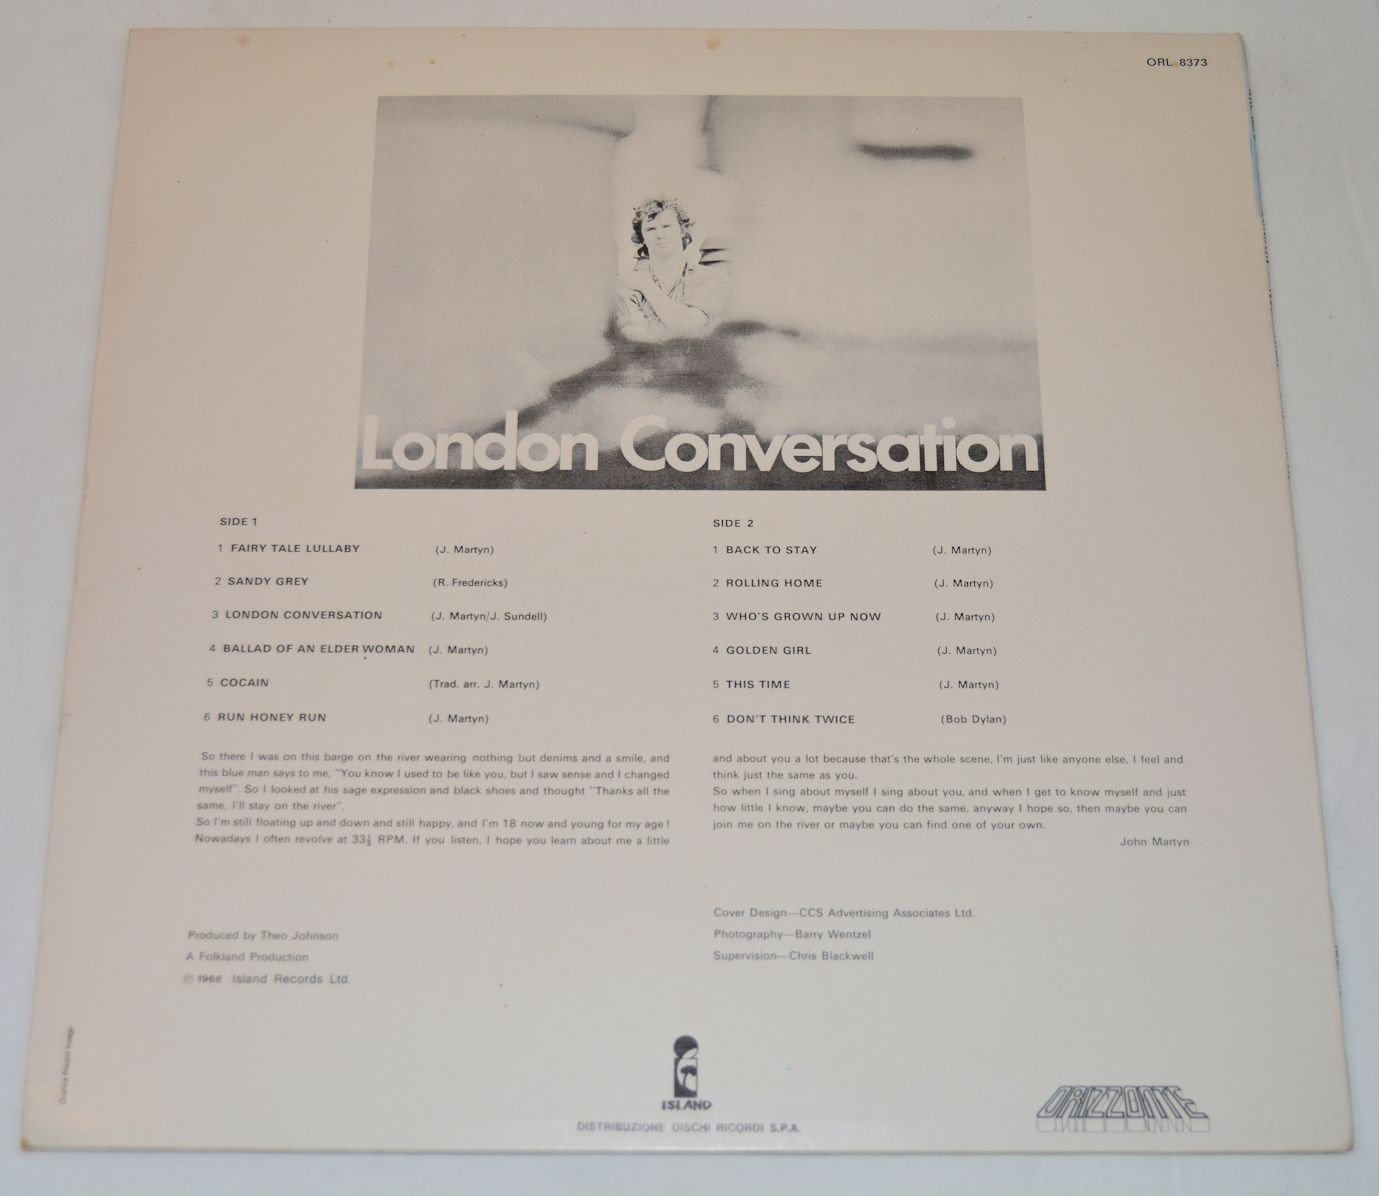 ORL 8373
London Conversation
SIDE 1
1 FAIRY TALE LULLABY (J. Martyn)
2 SANDY GREY (R. Fredericks)
3 LONDON CONVERSATION (J. Martyn/J. Sundell)
4 BALLAD OF AN ELDER WOMAN (J. Martyn)
5 COCAIN (Trad. arr. J. Martyn)
6 RUN HONEY RUN (J. Martyn)
SIDE 2
1 BACK TO STAY (J. Martyn)
2 ROLLING HOME (J. Martyn)
3 WHO'S GROWN UP NOW (J. Martyn)
4 GOLDEN GIRL (J. Martyn)
5 THIS TIME (J. Martyn)
6 DON'T THINK TWICE (Bob Dylan)
So there I was on this barge on the river wearing nothing but denims and a smile, and
this blue man says to me, "You know I used to be like you, but I saw sense and I changed
myself". So I looked at his sage expression and black shoes and thought "Thanks all the
same, I'll stay on the river".
So I'm still floating up and down and still happy, and I'm 18 now and young for my age!
Nowadays I often revolve at 33⅓ RPM. If you listen, I hope you learn about me a little
and about you a lot because that's the whole scene, I'm just like anyone else, I feel and
think just the same as you.
So when I sing about myself I sing about you, and when I get to know myself and just
how little I know, maybe you can do the same, anyway I hope so, then maybe you can
join me on the river or maybe you can find one of your own.
John Martyn
Produced by Theo Johnson
A Folkland Production
℗ 1968 Island Records Ltd.
Cover Design—CCS Advertising Associates Ltd.
Photography—Barry Wentzel
Supervision—Chris Blackwell
ISLAND
DISTRIBUZIONE DISCHI RICORDI S.P.A.
ORIZZONTE